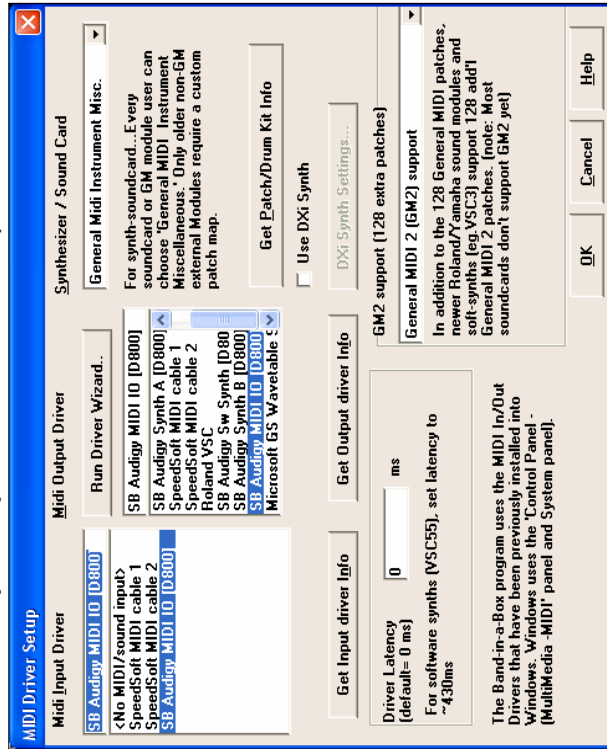 MIDI Driver Setup
Midi Input Driver
SB Audigy MIDI IO [D800]
<No MIDI/sound input>
SpeedSoft MIDI cable 1
SpeedSoft MIDI cable 2
SB Audigy MIDI IO [D800]
Get Input driver Info
Midi Output Driver
Run Driver Wizard..
SB Audigy MIDI IO [D800]
SB Audigy Synth A [D800]
SpeedSoft MIDI cable 1
SpeedSoft MIDI cable 2
Roland VSC
SB Audigy Sw Synth [D80
SB Audigy Synth B [D800]
SB Audigy MIDI IO [D800]
Microsoft GS Wavetable S
Get Output driver Info
Synthesizer / Sound Card
General Midi Instrument Misc.
For synth-soundcard...Every
soundcard or GM module user can
choose 'General MIDI Instrument
Miscellaneous.' Only older non-GM
external Modules require a custom
patch map.
Get Patch/Drum Kit Info
Use DXi Synth
DXi Synth Settings...
Driver Latency
(default= 0 ms)
0
ms
For software synths (VSC55), set latency to
~430ms
The Band-in-a-Box program uses the MIDI In/Out
Drivers that have been previously installed into
Windows. Windows uses the 'Control Panel -
(MultiMedia -MIDI' panel and System panel).
GM2 support (128 extra patches)
General MIDI 2 (GM2) support
In addition to the 128 General MIDI patches,
newer Roland/Yamaha sound modules and
soft-synths (eg.VSC3) support 128 add'l
General MIDI 2 patches. (note: Most
soundcards don't support GM2 yet)
OK
Cancel
Help